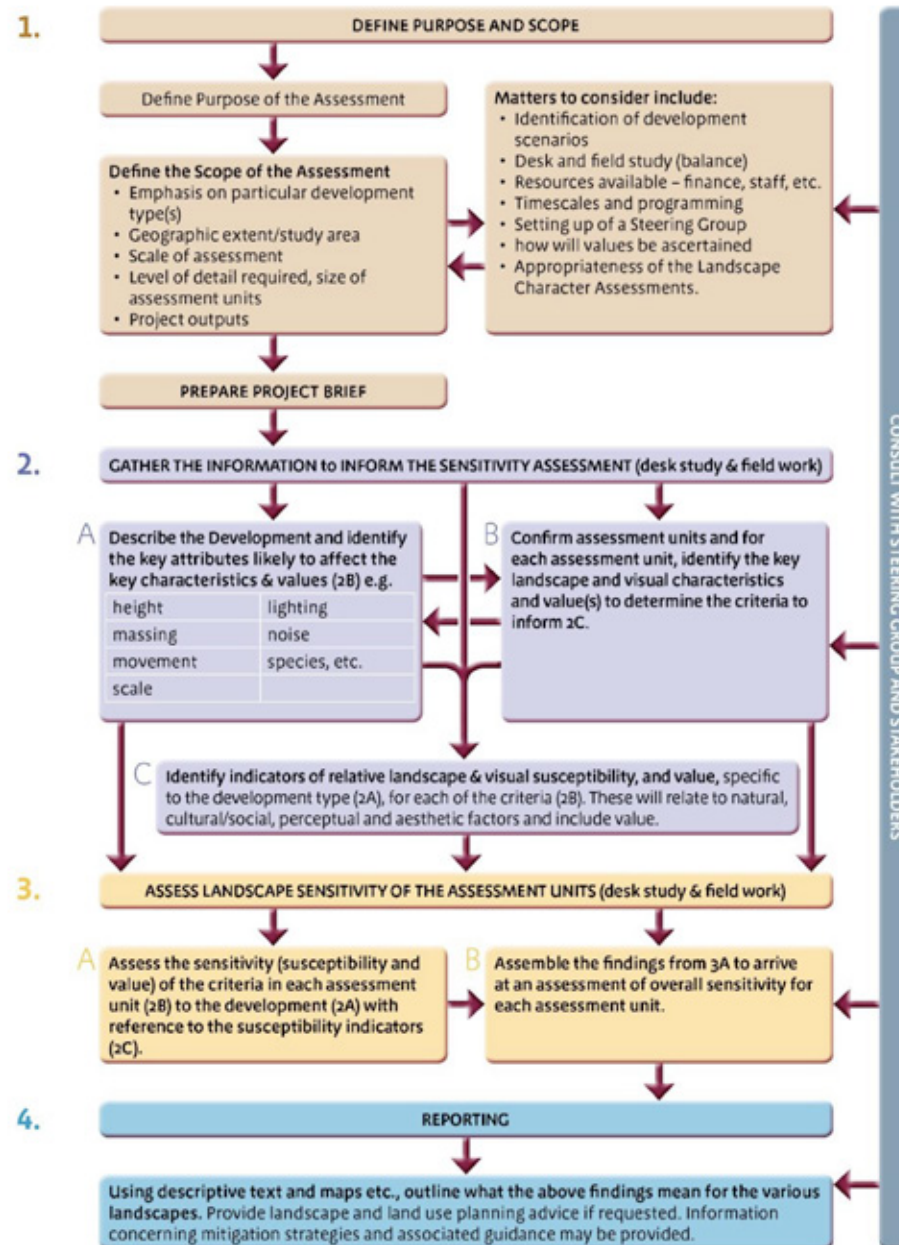 1.
DEFINE PURPOSE AND SCOPE
Define Purpose of the Assessment
Define the Scope of the Assessment
• Emphasis on particular development
type(s)
• Geographic extent/study area
• Scale of assessment
• Level of detail required, size of
assessment units
• Project outputs
Matters to consider include:
• Identification of development
scenarios
• Desk and field study (balance)
• Resources available – finance, staff, etc.
• Timescales and programming
• Setting up of a Steering Group
• how will values be ascertained
• Appropriateness of the Landscape
Character Assessments.
PREPARE PROJECT BRIEF
2.
GATHER THE INFORMATION to INFORM THE SENSITIVITY ASSESSMENT (desk study & field work)
A
Describe the Development and identify
the key attributes likely to affect the
key characteristics & values (2B) e.g.
height lighting
massing noise
movement species, etc.
scale
B
Confirm assessment units and for
each assessment unit, identify the key
landscape and visual characteristics
and value(s) to determine the criteria to
inform 2C.
C
Identify indicators of relative landscape & visual susceptibility, and value, specific
to the development type (2A), for each of the criteria (2B). These will relate to natural,
cultural/social, perceptual and aesthetic factors and include value.
3.
ASSESS LANDSCAPE SENSITIVITY OF THE ASSESSMENT UNITS (desk study & field work)
A
Assess the sensitivity (susceptibility and
value) of the criteria in each assessment
unit (2B) to the development (2A) with
reference to the susceptibility indicators
(2C).
B
Assemble the findings from 3A to arrive
at an assessment of overall sensitivity for
each assessment unit.
4.
REPORTING
Using descriptive text and maps etc., outline what the above findings mean for the various
landscapes. Provide landscape and land use planning advice if requested. Information
concerning mitigation strategies and associated guidance may be provided.
CONSULT WITH STEERING GROUP AND STAKEHOLDERS